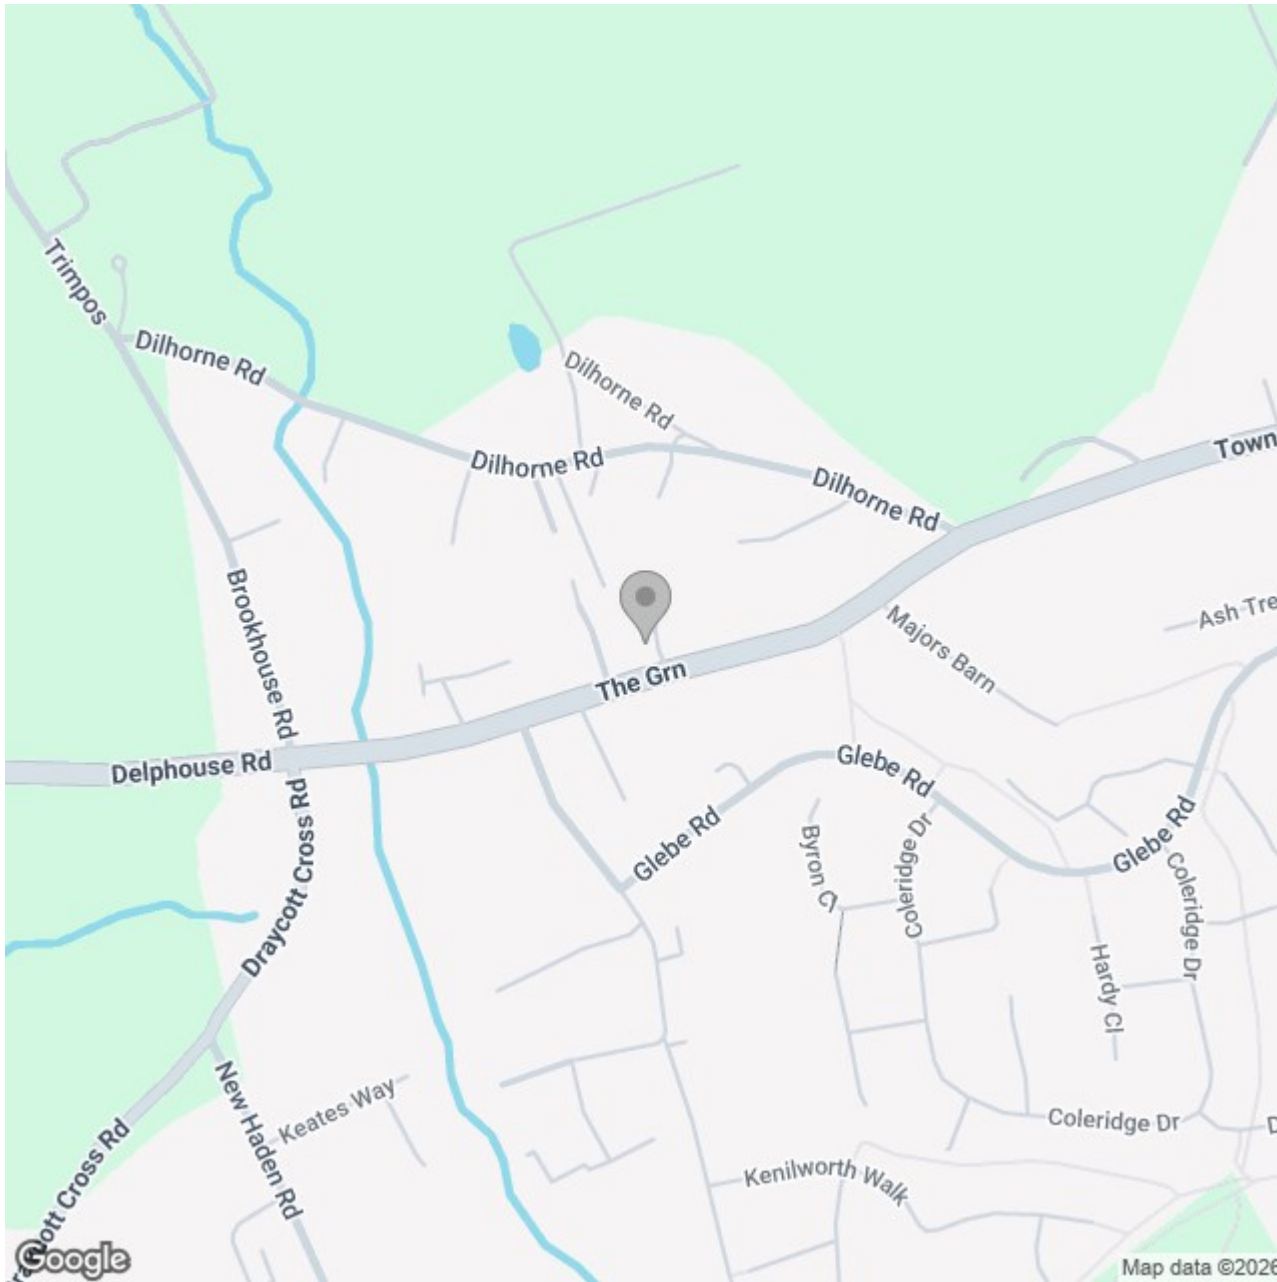 Trimpos
Dilhorne Rd
Dilhorne Rd
Dilhorne Rd
Dilhorne Rd
Town
Ash Tre
Majors Barn
Brookhouse Rd
The Grn
Delphouse Rd
Glebe Rd
Glebe Rd
Glebe Rd
Draycott Cross Rd
Byron Cl
Coleridge Dr
Coleridge Dr
Hardy Cl
New Haden Rd
Keates Way
Coleridge Dr
D
Kenilworth Walk
raycott Cross Rd
Google
Map data ©2026